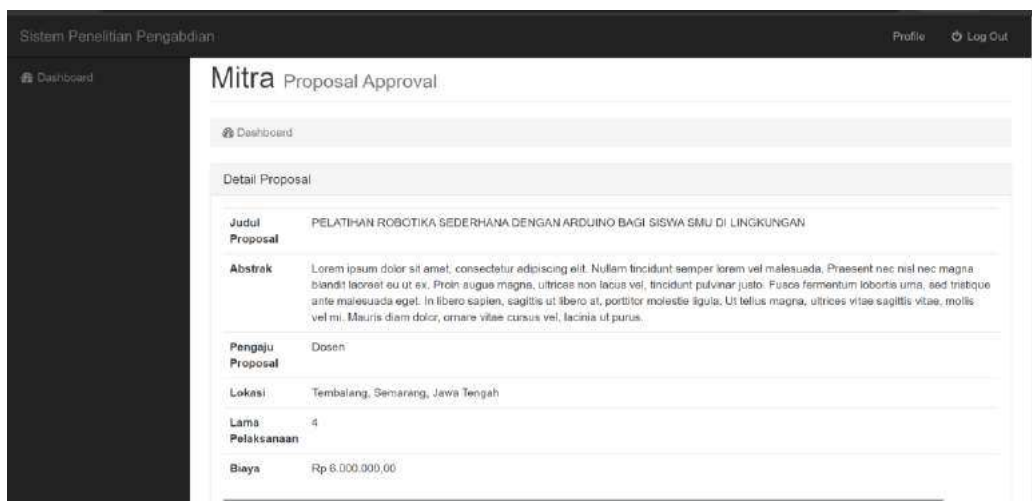 Sistem Penelitian Pengabdian
Profile Log Out
Dashboard
Mitra Proposal Approval
Dashboard
Detail Proposal
Judul Proposal PELATIHAN ROBOTIKA SEDERHANA DENGAN ARDUINO BAGI SISWA SMU DI LINGKUNGAN
Abstrak Lorem ipsum dolor sit amet, consectetur adipiscing elit. Nullam tincidunt semper lorem vel malesuada. Praesent nec nisl nec magna
blandit laoreet eu ut ex. Proin augue magna, ultrices non lacus vel, tincidunt pulvinar justo. Fusce fermentum lobortis urna, sed tristique
ante malesuada eget. In libero sapien, sagittis ut libero at, porttitor molestie ligula. Ut tellus magna, ultrices vitae sagittis vitae, mollis
vel mi. Mauris diam dolor, ornare vitae cursus vel, lacinia ut purus.
Pengaju Proposal Dosen
Lokasi Tembalang, Semarang, Jawa Tengah
Lama Pelaksanaan 4
Biaya Rp 6.000.000,00